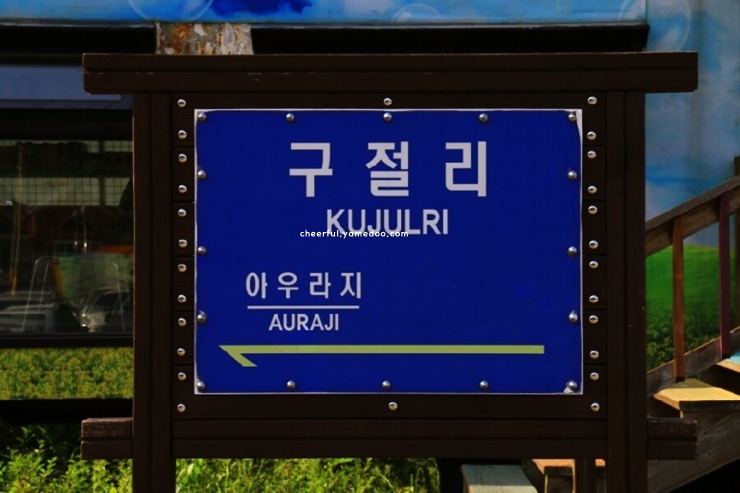 구절리
KUJULRI
cheerful.yamedoo.com
아우라지
AURAJI